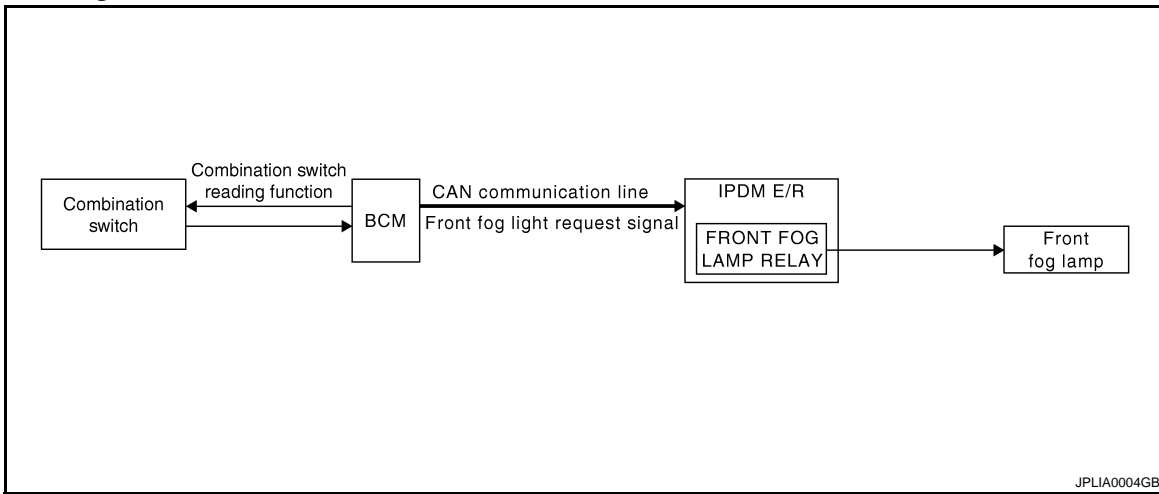 Combination switch
reading function
Combination
switch
BCM
CAN communication line
Front fog light request signal
IPDM E/R
FRONT FOG
LAMP RELAY
Front
fog lamp
JPLIA0004GB